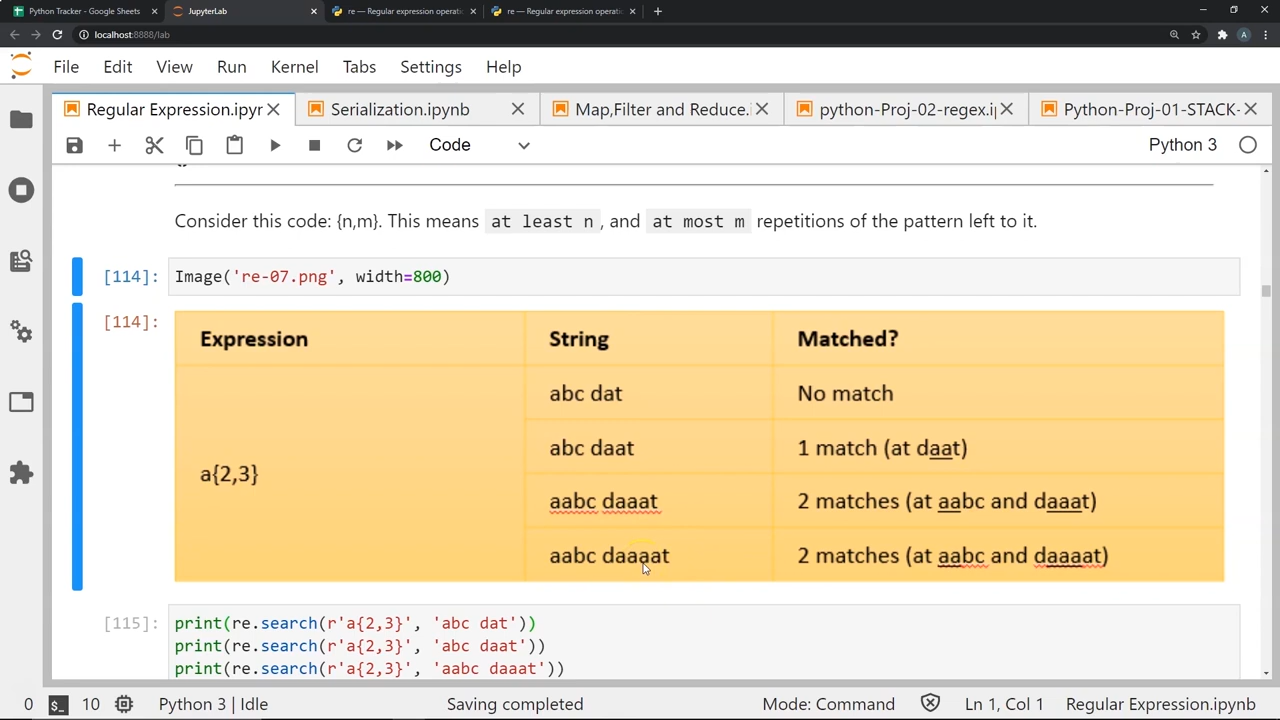 Python Tracker - Google Sheets
JupyterLab
re — Regular expression operati
re — Regular expression operatic
localhost:8888/lab
A
File Edit View Run Kernel Tabs Settings Help
Regular Expression.ipyr
Serialization.ipynb
Map,Filter and Reduce.i
python-Proj-02-regex.ip
Python-Proj-01-STACK-
Code
Python 3
Consider this code: {n,m}. This means at least n , and at most m repetitions of the pattern left to it.
[114]: Image('re-07.png', width=800)
[114]:
Expression String Matched?
a{2,3}
abc dat No match
abc daat 1 match (at daat)
aabc daaat 2 matches (at aabc and daaat)
aabc daaaat 2 matches (at aabc and daaaat)
[115]: print(re.search(r'a{2,3}', 'abc dat'))
print(re.search(r'a{2,3}', 'abc daat'))
print(re.search(r'a{2,3}', 'aabc daaat'))
0 $_ 10 Python 3 | Idle Saving completed Mode: Command Ln 1, Col 1 Regular Expression.ipynb